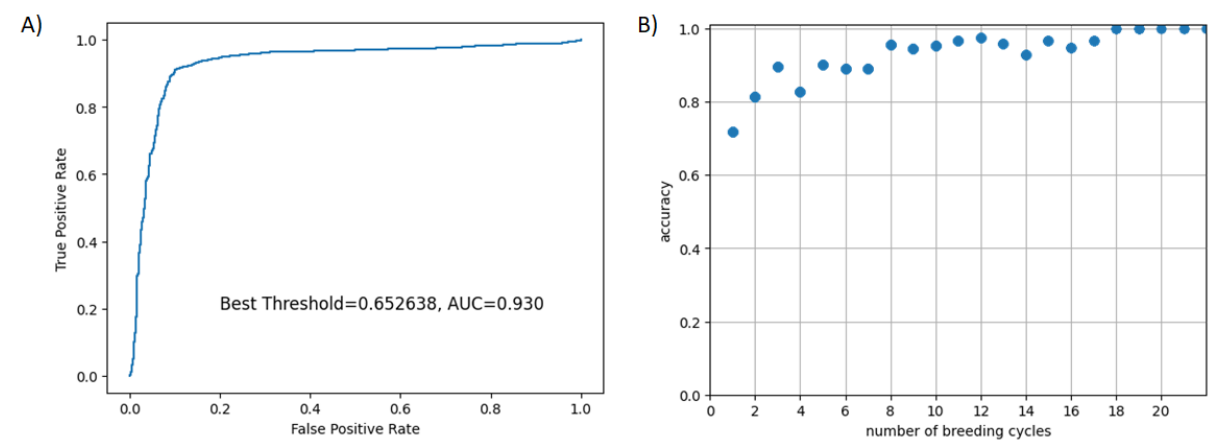 A)
1.0
0.8
0.6
0.4
0.2
0.0
True Positive Rate
Best Threshold=0.652638, AUC=0.930
0.0 0.2 0.4 0.6 0.8 1.0
False Positive Rate
B)
1.0
0.8
0.6
0.4
0.2
0.0
accuracy
0 2 4 6 8 10 12 14 16 18 20
number of breeding cycles